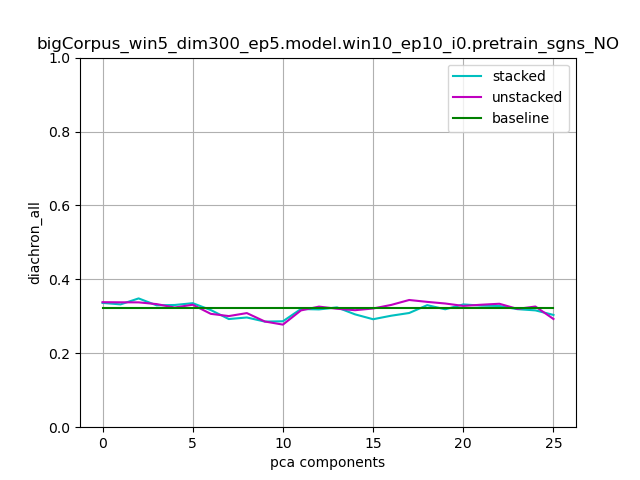 bigCorpus_win5_dim300_ep5.model.win10_ep10_i0.pretrain_sgns_NO
stacked
unstacked
baseline
1.0
0.8
0.6
0.4
0.2
0.0
diachron_all
0 5 10 15 20 25
pca components